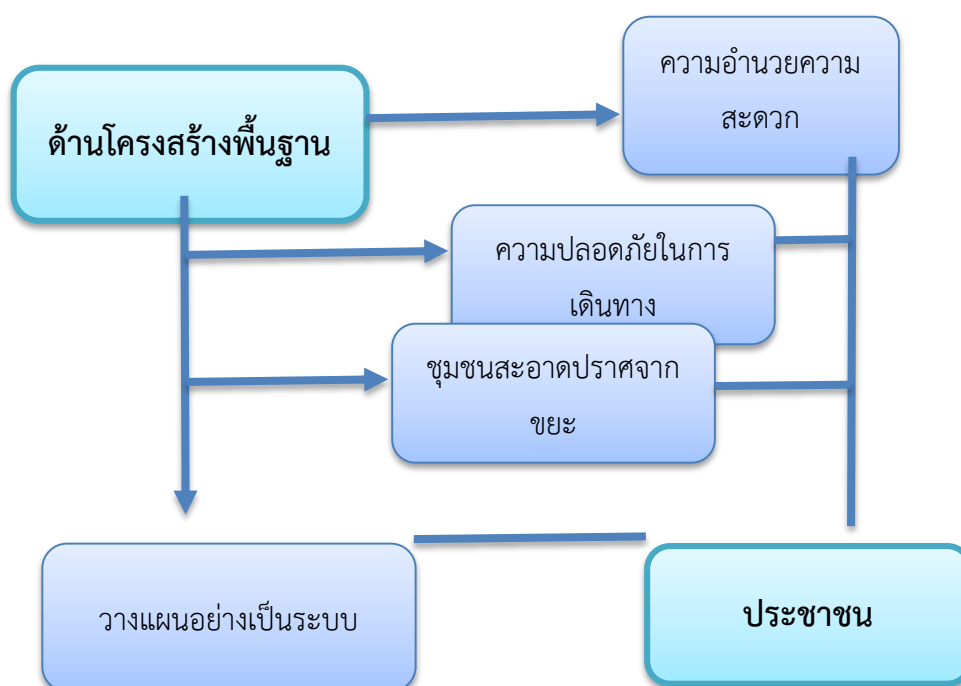 ความอำนวยความ
สะดวก
ด้านโครงสร้างพื้นฐาน
ความปลอดภัยในการ
เดินทาง
ชุมชนสะอาดปราศจาก
ขยะ
วางแผนอย่างเป็นระบบ
ประชาชน